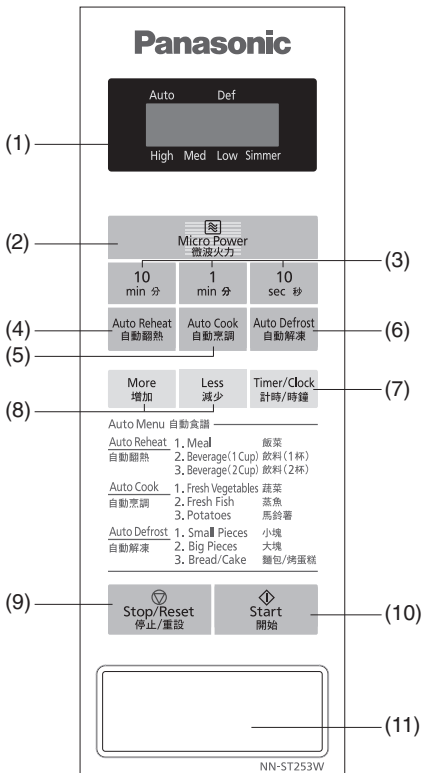 Panasonic
Auto Def
(1)
High Med Low Simmer
(2)
Micro Power
微波火力
(3)
10 1 10
min 分 min 分 sec 秒
(4)
Auto Reheat Auto Cook Auto Defrost
自動翻熱 自動烹調 自動解凍
(5)
(6)
More Less Timer/Clock
增加 減少 計時/時鐘
(7)
(8)
Auto Menu 自動食譜
Auto Reheat 1. Meal 飯菜
自動翻熱 2. Beverage(1Cup) 飲料(1杯)
3. Beverage(2Cup) 飲料(2杯)
Auto Cook 1. Fresh Vegetables 蔬菜
自動烹調 2. Fresh Fish 蒸魚
3. Potatoes 馬鈴薯
Auto Defrost 1. Small Pieces 小塊
自動解凍 2. Big Pieces 大塊
3. Bread/Cake 麵包/烤蛋糕
(9)
Stop/Reset Start
停止/重設 開始
(10)
(11)
NN-ST253W